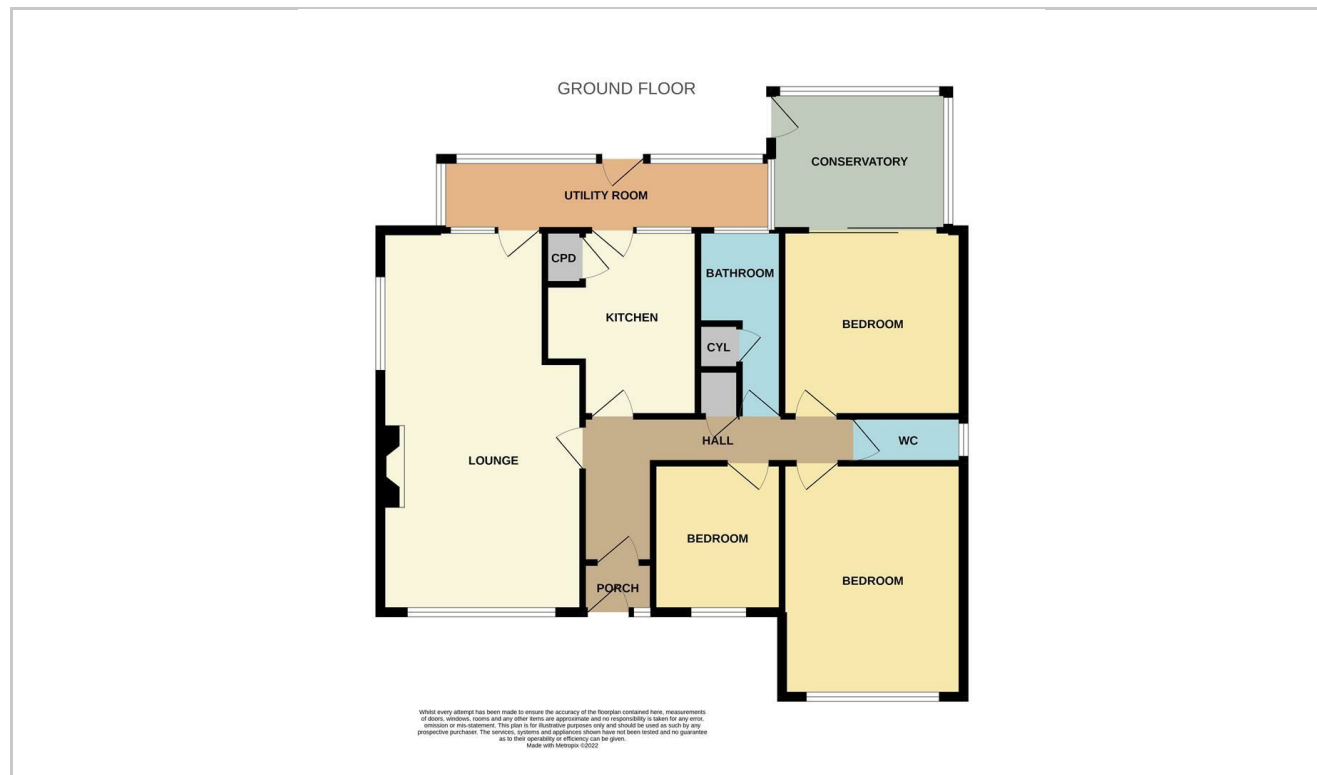 GROUND FLOOR
CONSERVATORY
UTILITY ROOM
CPD
BATHROOM
KITCHEN
BEDROOM
CYL
HALL
WC
LOUNGE
BEDROOM
BEDROOM
PORCH
Whilst every attempt has been made to ensure the accuracy of the floorplan contained here, measurements
of doors, windows, rooms and any other items are approximate and no responsibility is taken for any error,
omission or mis-statement. This plan is for illustrative purposes only and should be used as such by any
prospective purchaser. The services, systems and appliances shown have not been tested and no guarantee
as to their operability or efficiency can be given.
Made with Metropix ©2022